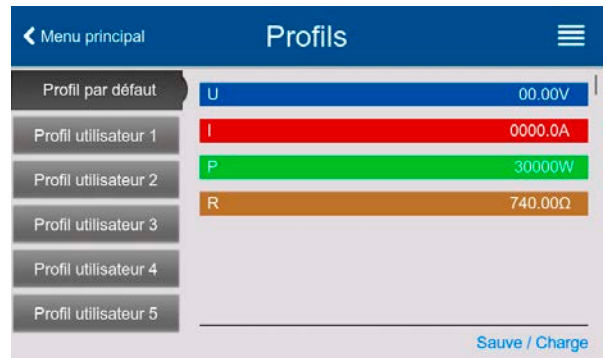 Menu principal
Profils
Profil par défaut
Profil utilisateur 1
Profil utilisateur 2
Profil utilisateur 3
Profil utilisateur 4
Profil utilisateur 5
U 00.00V
I 0000.0A
P 30000W
R 740.00Ω
Sauve / Charge